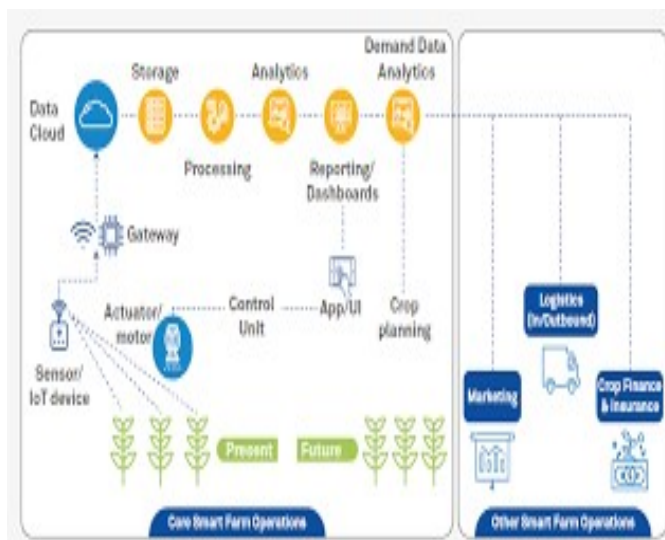 Demand Data
Analytics
Storage
Analytics
Data
Cloud
Processing
Reporting/
Dashboards
Gateway
Actuator/
motor
Control
Unit
App/UI
Crop
planning
Sensor/
IoT device
Present
Future
Core Smart Farm Operations
Logistics
(In/Outbound)
Marketing
Crop Finance
& Insurance
Other Smart Farm Operations